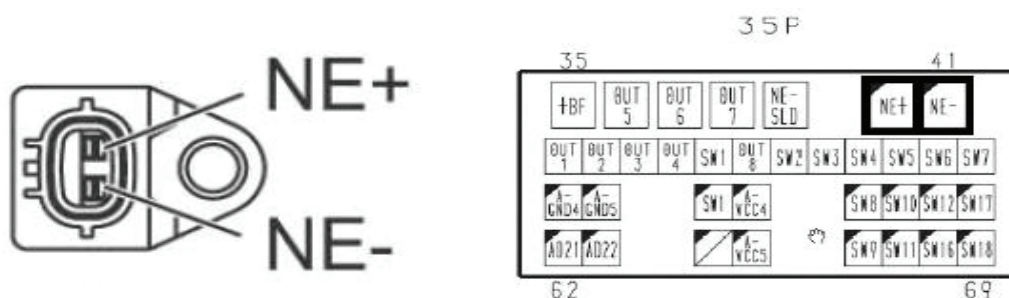 NE+
NE-
35P
35 41
+BF OUT 5 OUT 6 OUT 7 NE- SLD NE+ NE-
OUT 1 OUT 2 OUT 3 OUT 4 SW1 OUT 8 SW2 SW3 SW4 SW5 SW6 SW7
A- GND4 A- GND5 SW1 A- VCC4 SW8 SW10 SW12 SW17
AD21 AD22 A- VCC5 SW9 SW11 SW16 SW18
62 69